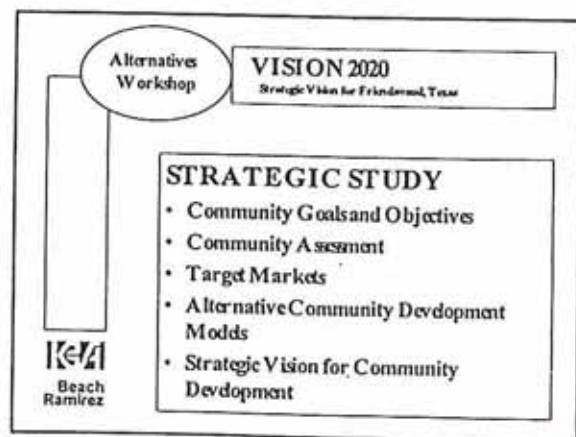 Alternatives
Workshop
VISION 2020
Strategic Vision for Friendswood, Texas
STRATEGIC STUDY
• Community Goals and Objectives
• Community Assessment
• Target Markets
• Alternative Community Development
Models
• Strategic Vision for Community
Development
Beach
Ramirez